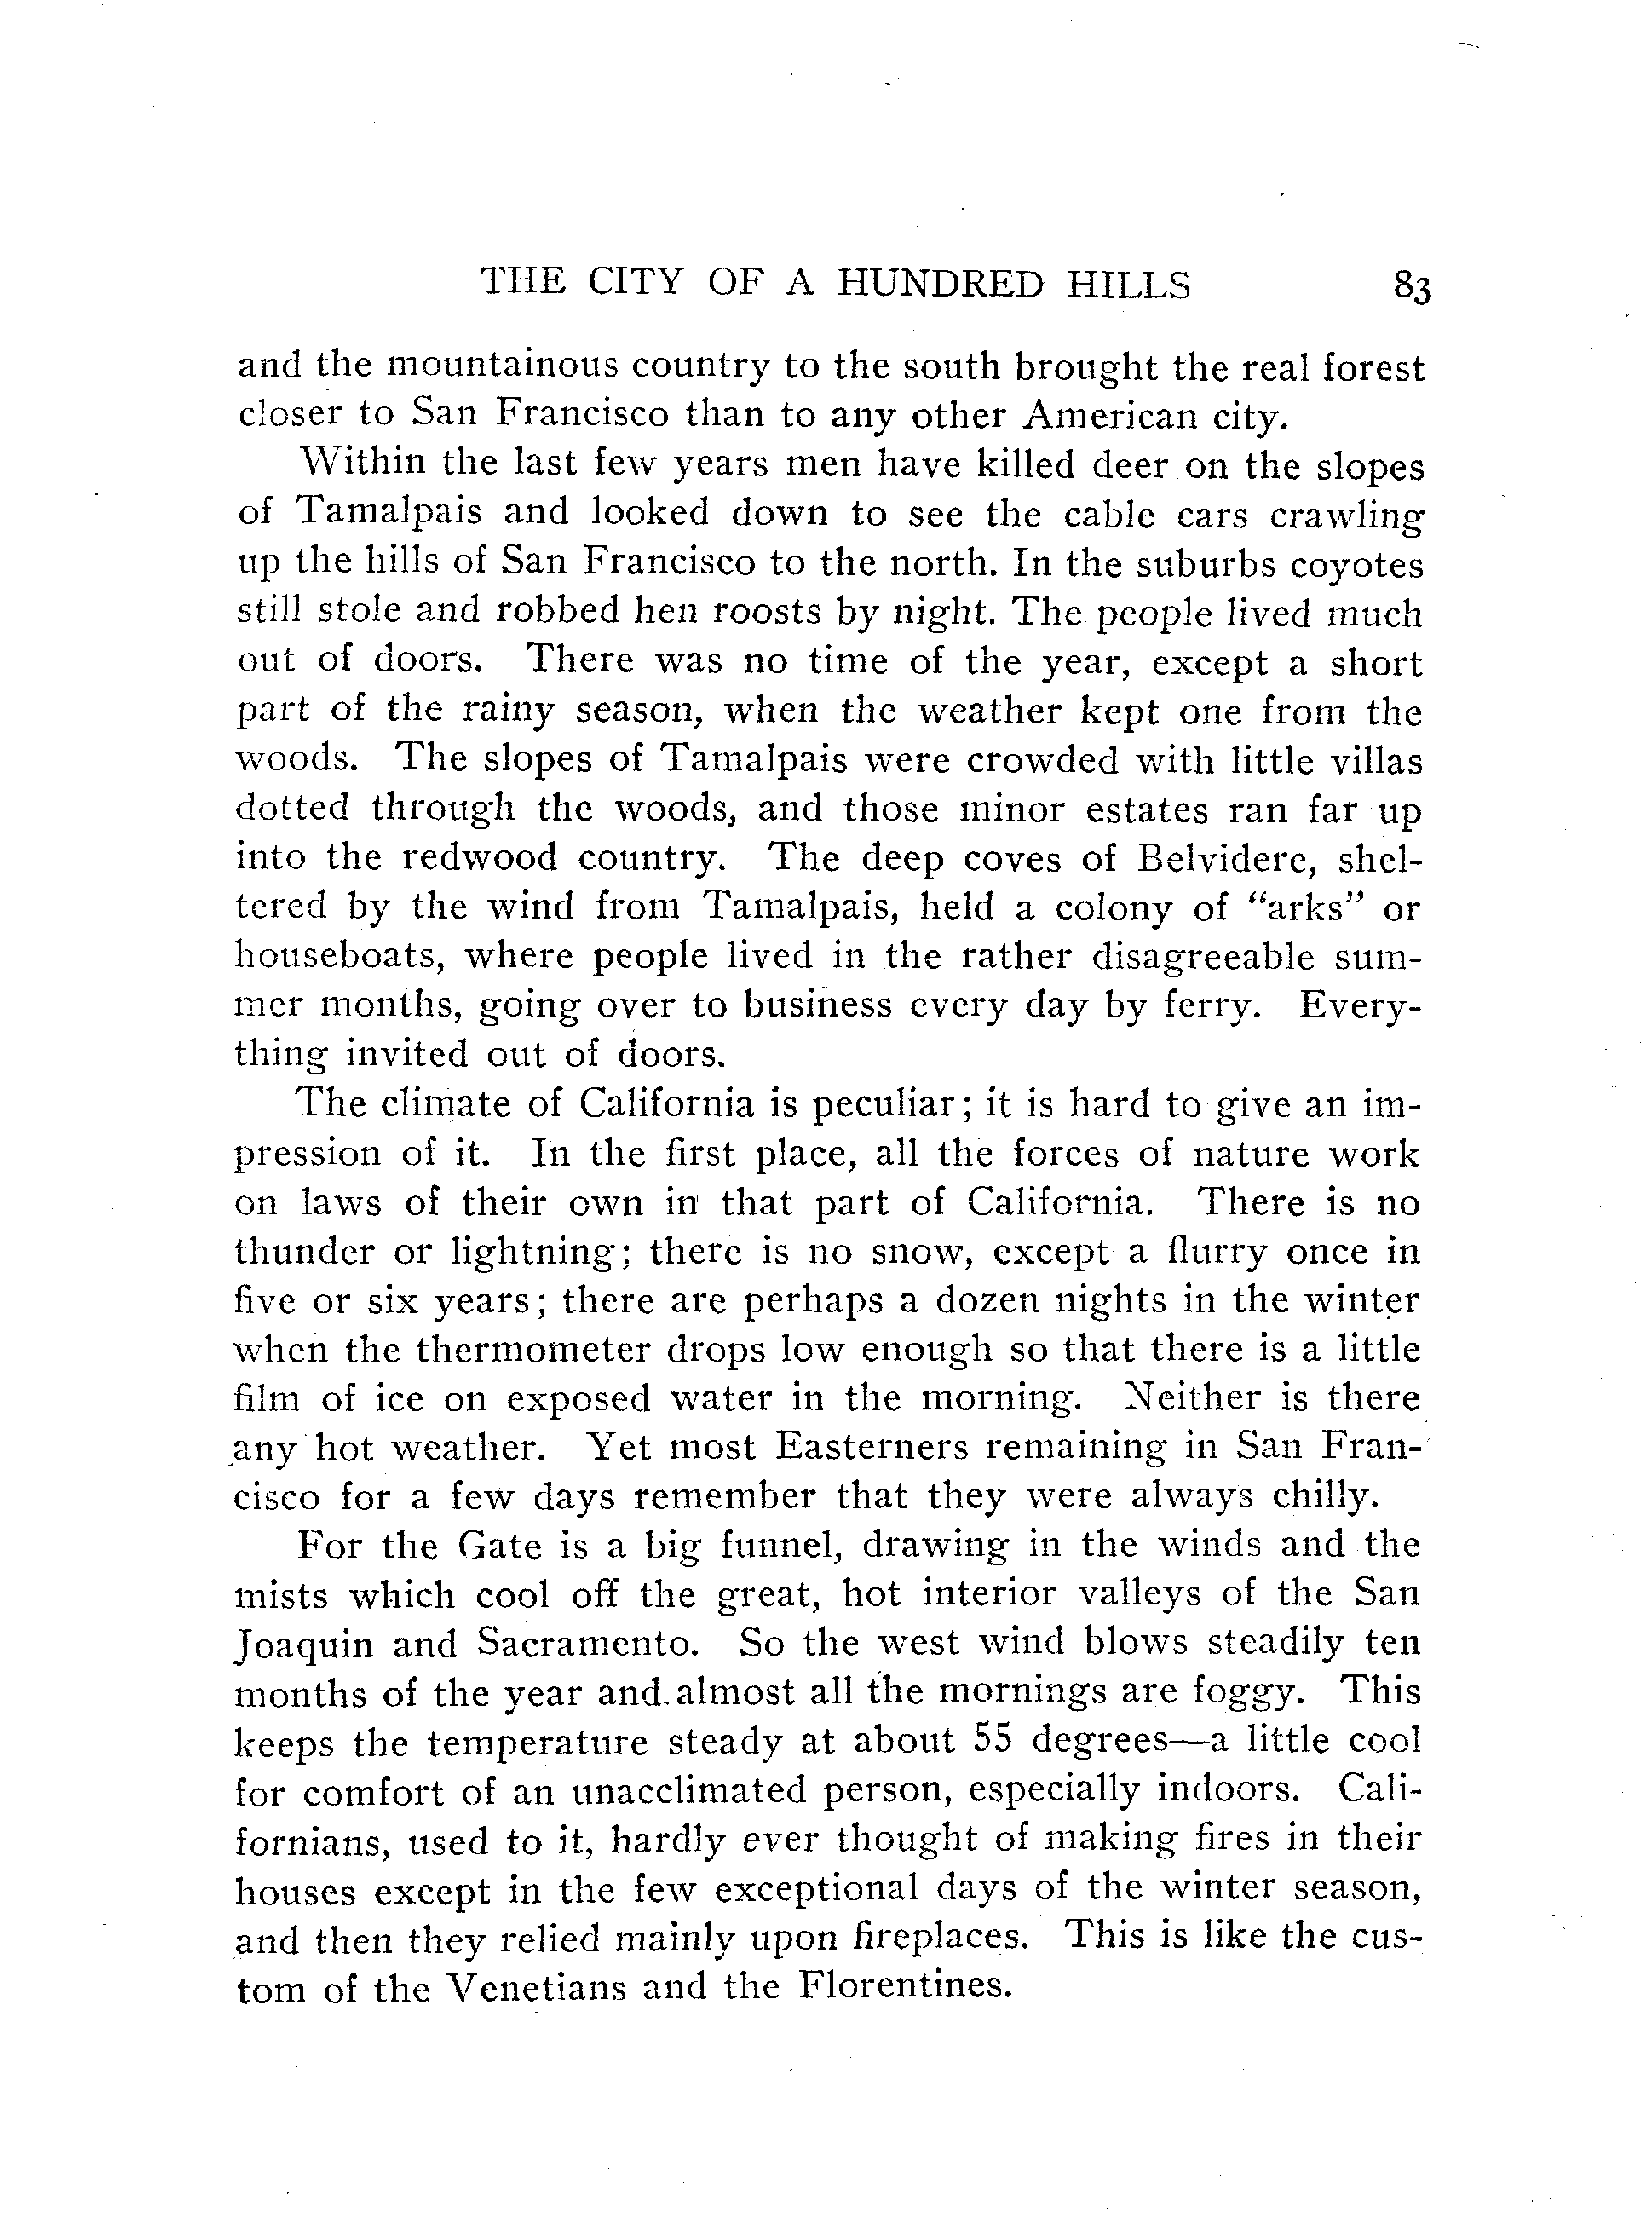 THE CITY OF A HUNDRED HILLS 83
and the mountainous country to the south brought the real forest
closer to San Francisco than to any other American city.
Within the last few years men have killed deer on the slopes
of Tamalpais and looked down to see the cable cars crawling
up the hills of San Francisco to the north. In the suburbs coyotes
still stole and robbed hen roosts by night. The people lived much
out of doors. There was no time of the year, except a short
part of the rainy season, when the weather kept one from the
woods. The slopes of Tamalpais were crowded with little villas
dotted through the woods, and those minor estates ran far up
into the redwood country. The deep coves of Belvidere, shel-
tered by the wind from Tamalpais, held a colony of “arks” or
houseboats, where people lived in the rather disagreeable sum-
mer months, going over to business every day by ferry. Every-
thing invited out of doors.
The climate of California is peculiar; it is hard to give an im-
pression of it. In the first place, all the forces of nature work
on laws of their own in that part of California. There is no
thunder or lightning; there is no snow, except a flurry once in
five or six years; there are perhaps a dozen nights in the winter
when the thermometer drops low enough so that there is a little
film of ice on exposed water in the morning. Neither is there
any hot weather. Yet most Easterners remaining in San Fran-
cisco for a few days remember that they were always chilly.
For the Gate is a big funnel, drawing in the winds and the
mists which cool off the great, hot interior valleys of the San
Joaquin and Sacramento. So the west wind blows steadily ten
months of the year and almost all the mornings are foggy. This
keeps the temperature steady at about 55 degrees—a little cool
for comfort of an unacclimated person, especially indoors. Cali-
fornians, used to it, hardly ever thought of making fires in their
houses except in the few exceptional days of the winter season,
and then they relied mainly upon fireplaces. This is like the cus-
tom of the Venetians and the Florentines.